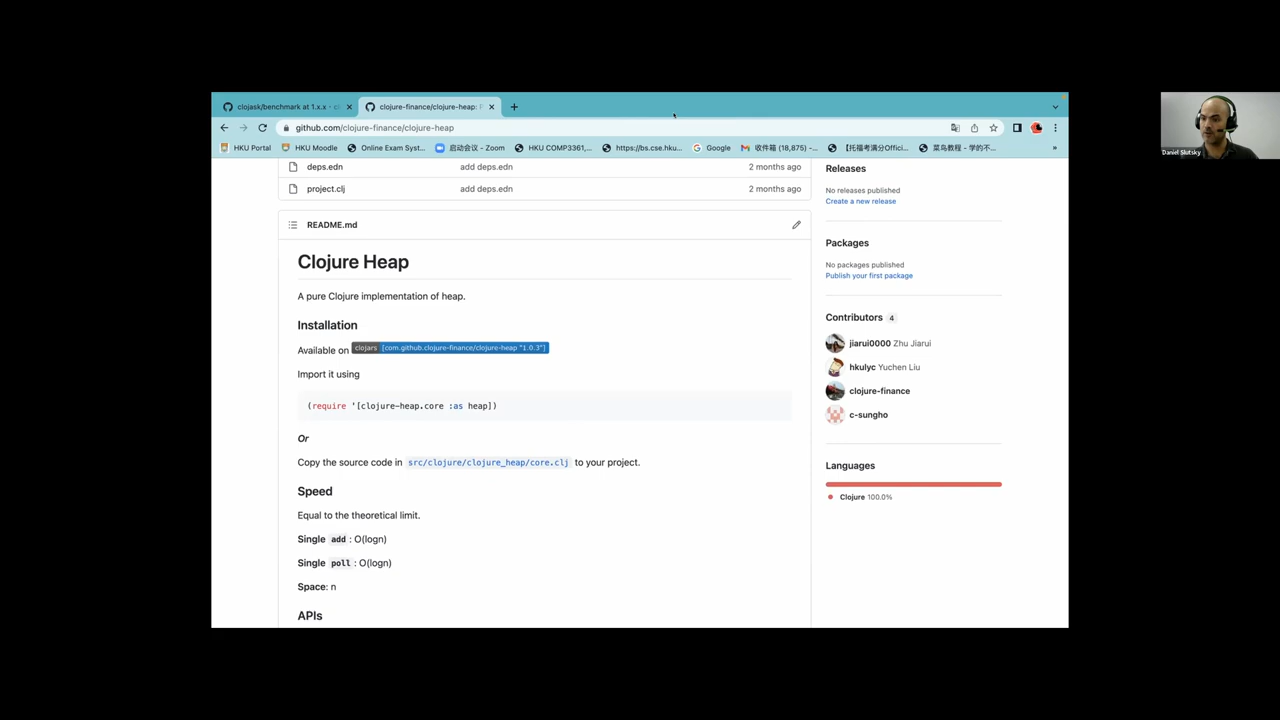 clojask/benchmark at 1.x.x · cl
clojure-finance/clojure-heap:
github.com/clojure-finance/clojure-heap
HKU Portal
HKU Moodle
Online Exam Syst...
启动会议 - Zoom
HKU COMP3361,...
https://bs.cse.hku...
Google
收件箱 (18,875) -...
【托福考满分Offici...
菜鸟教程 - 学的不...
»
deps.edn
add deps.edn
2 months ago
project.clj
add deps.edn
2 months ago
README.md
Clojure Heap
A pure Clojure implementation of heap.
Installation
Available on clojars [com.github.clojure-finance/clojure-heap "1.0.3"]
Import it using
(require '[clojure-heap.core :as heap])
Or
Copy the source code in src/clojure/clojure_heap/core.clj to your project.
Speed
Equal to the theoretical limit.
Single add : O(logn)
Single poll : O(logn)
Space: n
APIs
Releases
No releases published
Create a new release
Packages
No packages published
Publish your first package
Contributors 4
jiarui0000 Zhu Jiarui
hkulyc Yuchen Liu
clojure-finance
c-sungho
Languages
Clojure 100.0%
Daniel Slutsky